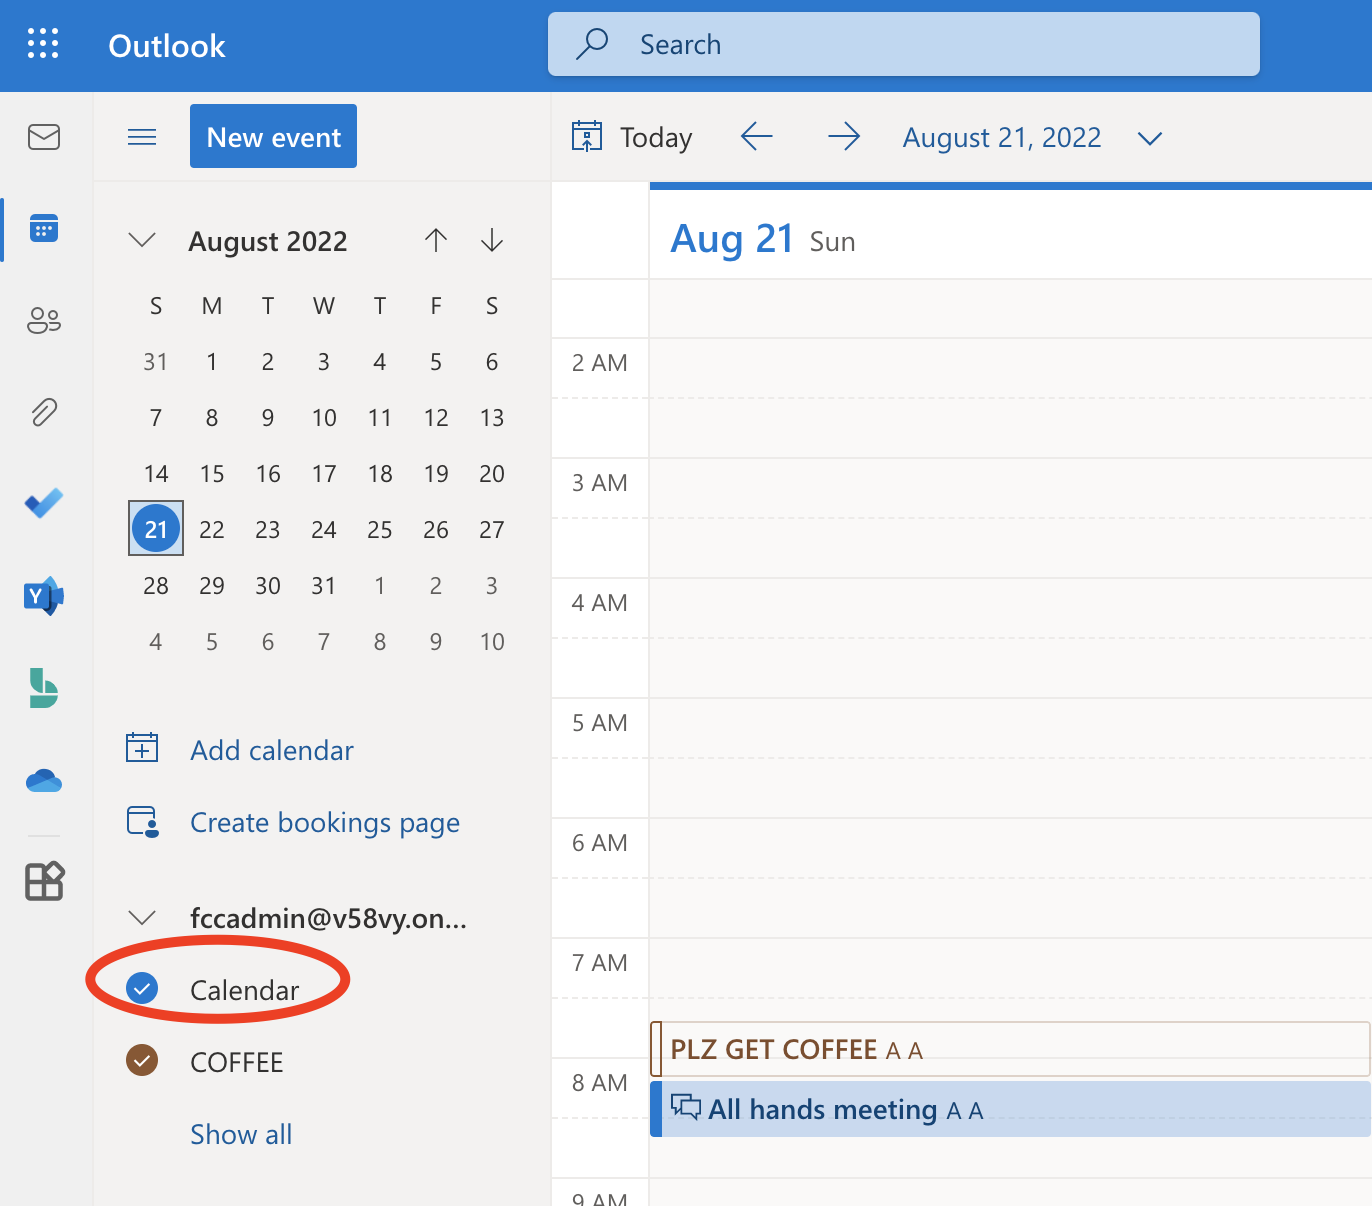 Outlook
Search
New event
Today
August 21, 2022
August 2022
S M T W T F S
31 1 2 3 4 5 6
7 8 9 10 11 12 13
14 15 16 17 18 19 20
21 22 23 24 25 26 27
28 29 30 31 1 2 3
4 5 6 7 8 9 10
Add calendar
Create bookings page
fccadmin@v58vy.on...
Calendar
COFFEE
Show all
Aug 21 Sun
2 AM
3 AM
4 AM
5 AM
6 AM
7 AM
PLZ GET COFFEE A A
8 AM
All hands meeting A A
9 AM
Y